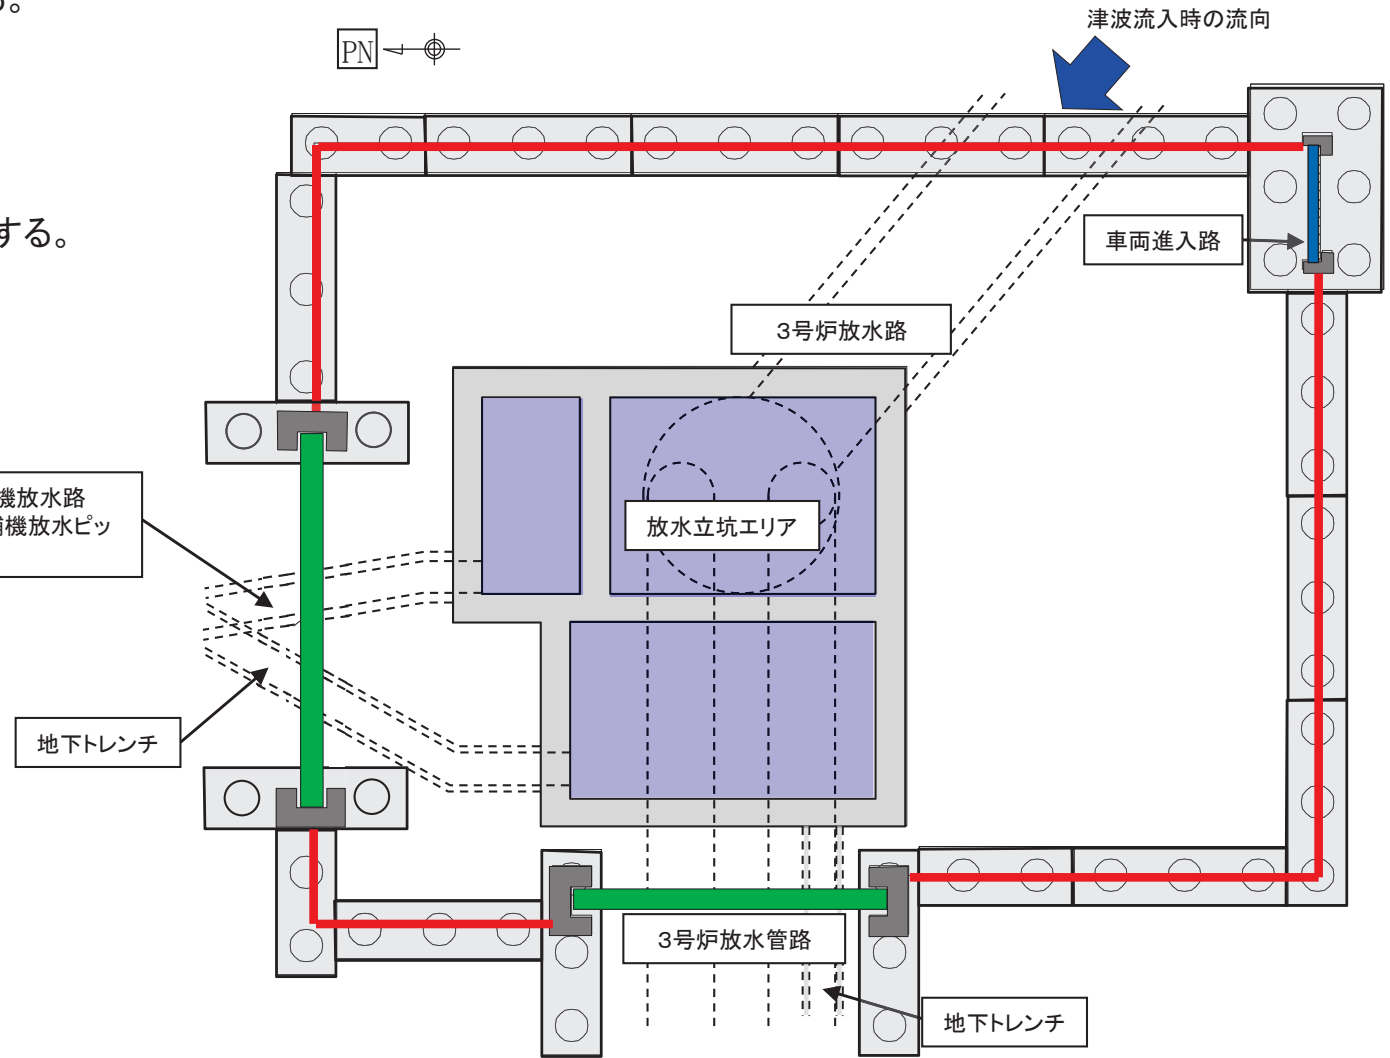 る。
津波流入時の流向
PN
する。
車両進入路
3号炉放水路
機放水路
機放水ピッ
放水立坑エリア
地下トレンチ
3号炉放水管路
地下トレンチ